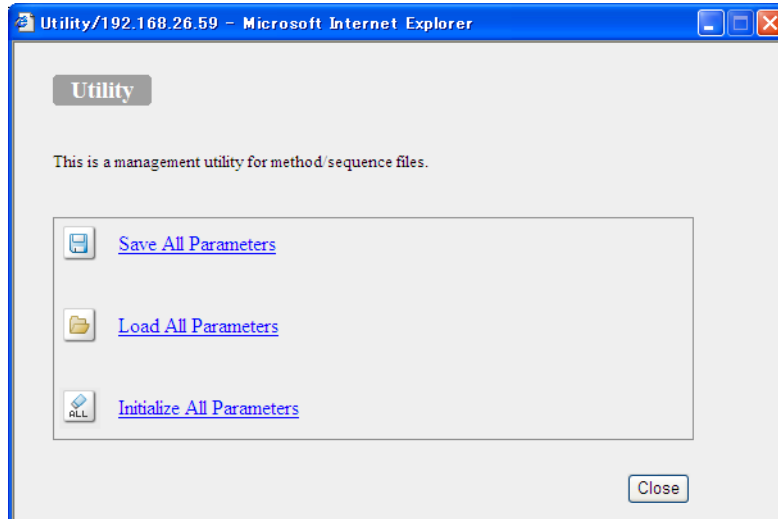 Utility/192.168.26.59 - Microsoft Internet Explorer
Utility
This is a management utility for method/sequence files.
Save All Parameters
Load All Parameters
ALL
Initialize All Parameters
Close